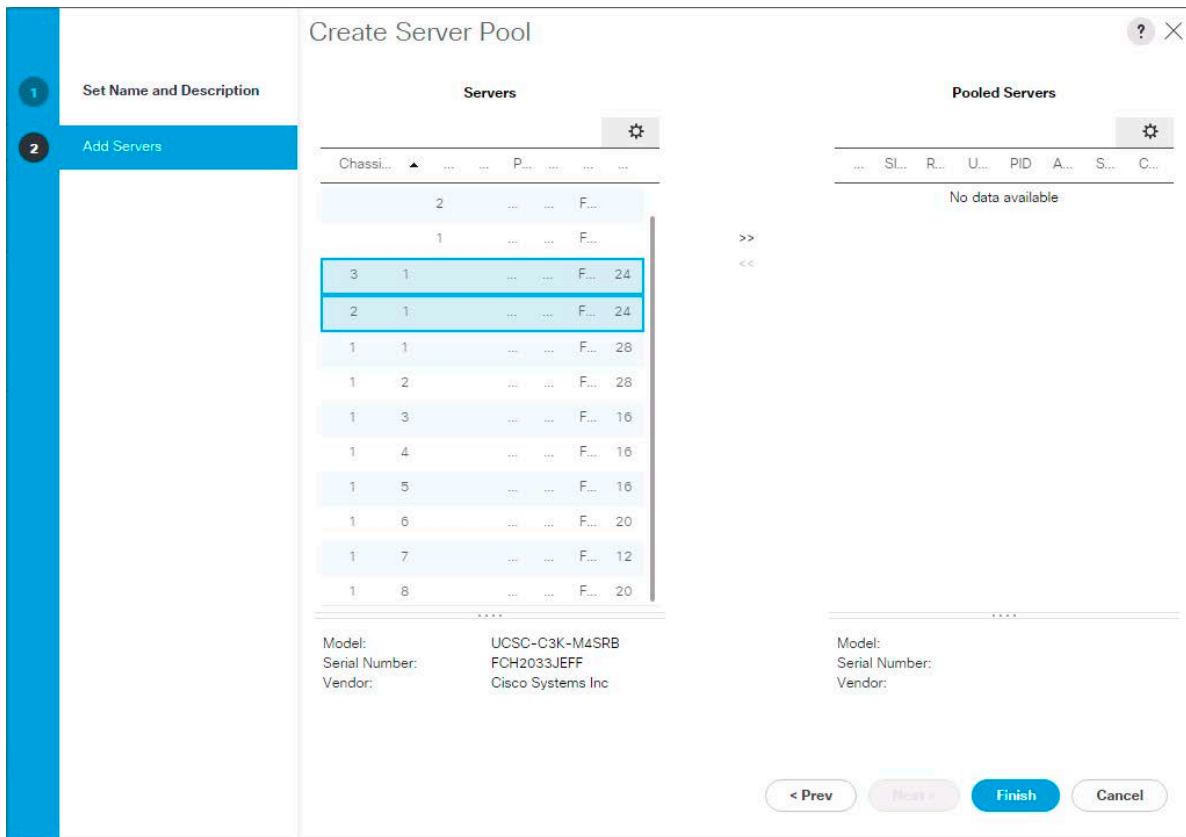 Create Server Pool
?
1 Set Name and Description
2 Add Servers
Servers
Chassi... ... ... P... ... ... ...
2 ... ... F...
1 ... ... F...
3 1 ... ... F... 24
2 1 ... ... F... 24
1 1 ... ... F... 28
1 2 ... ... F... 28
1 3 ... ... F... 16
1 4 ... ... F... 16
1 5 ... ... F... 16
1 6 ... ... F... 20
1 7 ... ... F... 12
1 8 ... ... F... 20
Model: UCSC-C3K-M4SRB
Serial Number: FCH2033JEFF
Vendor: Cisco Systems Inc
>>
<<
Pooled Servers
... Sl... R... U... PID A... S... C...
No data available
Model:
Serial Number:
Vendor:
< Prev
Next >
Finish
Cancel